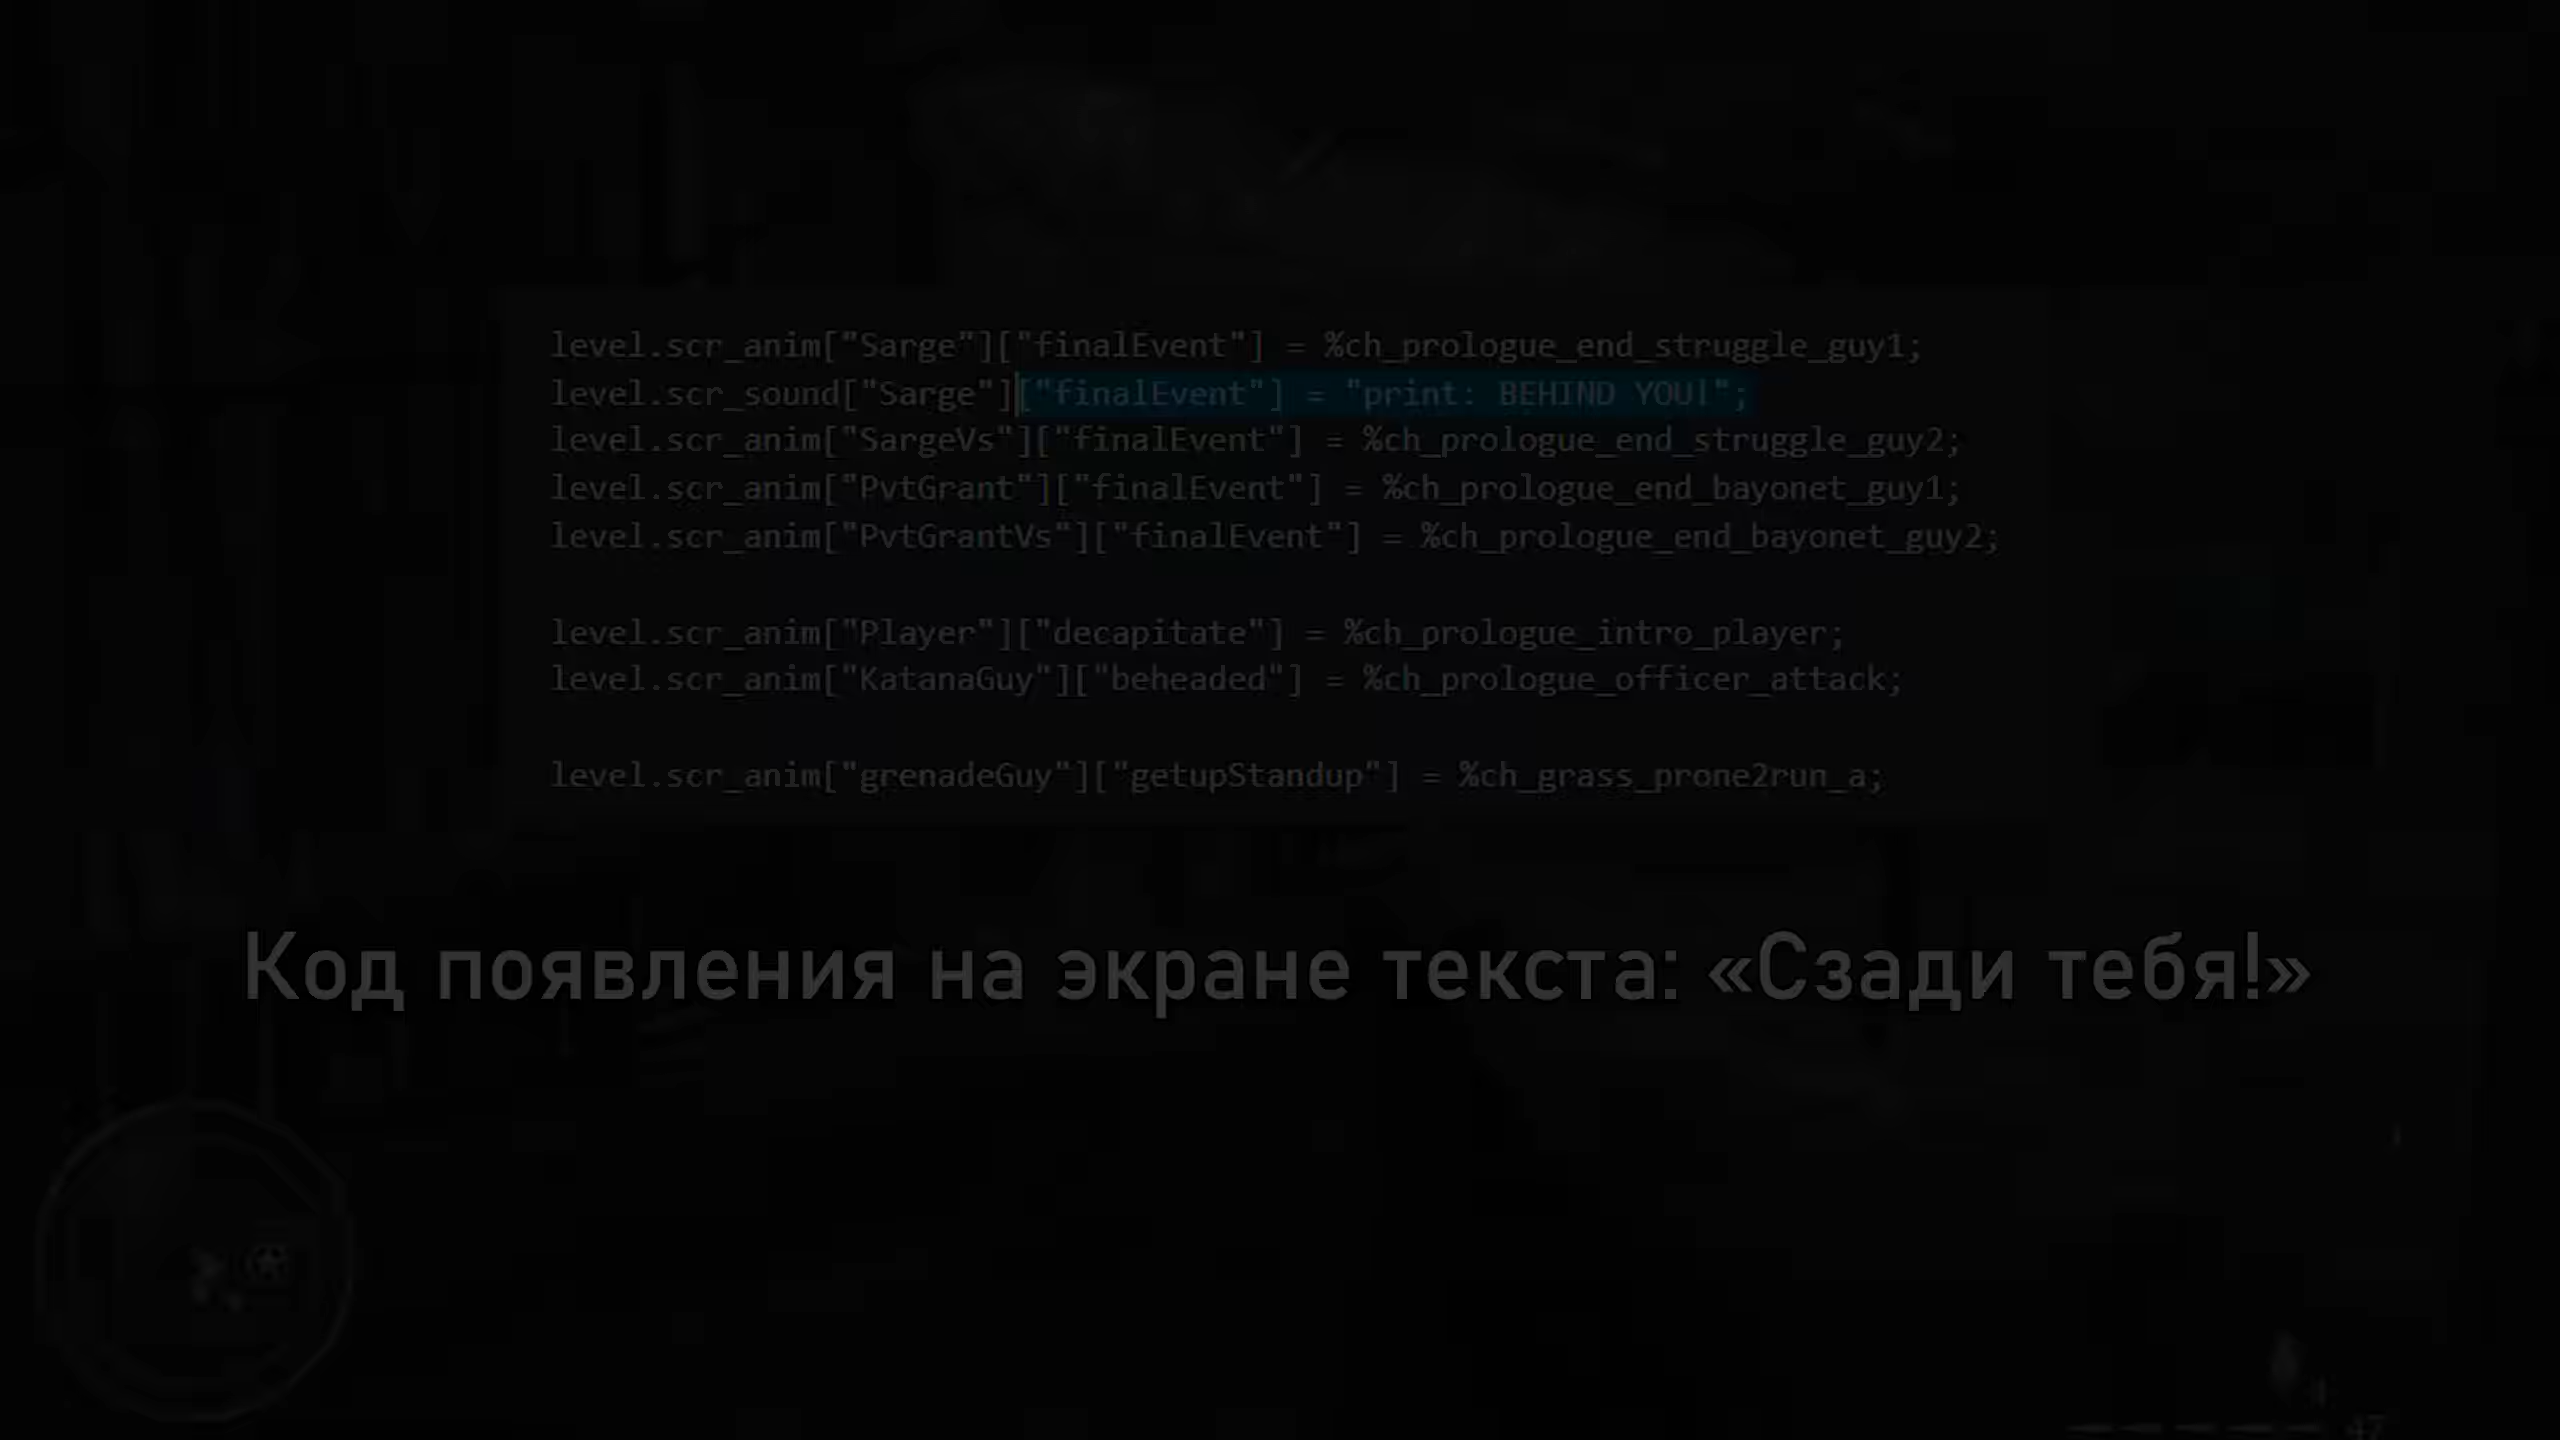 level.scr_anim["Sarge"]["finalEvent"] = %ch_prologue_end_struggle_guy1;
level.scr_sound["Sarge"]["finalEvent"] = "print: BEHIND YOU!";
level.scr_anim["SargeVs"]["finalEvent"] = %ch_prologue_end_struggle_guy2;
level.scr_anim["PvtGrant"]["finalEvent"] = %ch_prologue_end_bayonet_guy1;
level.scr_anim["PvtGrantVs"]["finalEvent"] = %ch_prologue_end_bayonet_guy2;
level.scr_anim["Player"]["decapitate"] = %ch_prologue_intro_player;
level.scr_anim["KatanaGuy"]["beheaded"] = %ch_prologue_officer_attack;
level.scr_anim["grenadeGuy"]["getupStandup"] = %ch_grass_prone2run_a;
Код появления на экране текста: «Сзади тебя!»